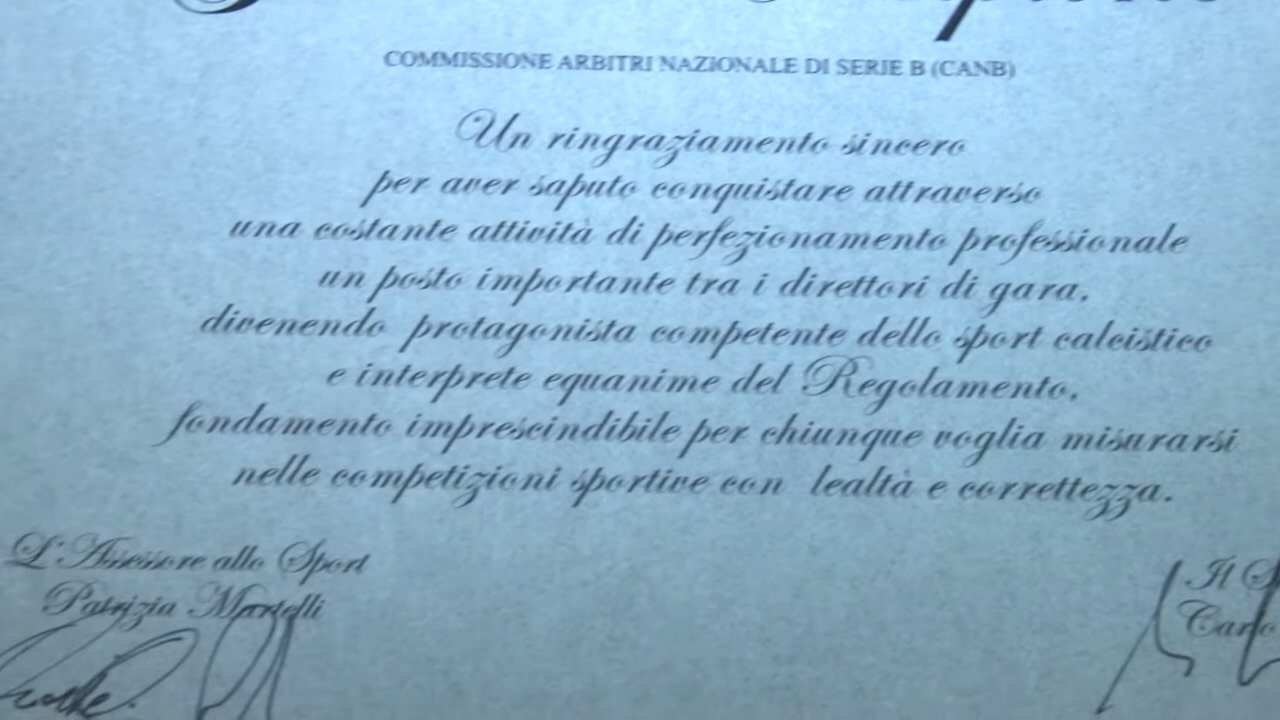 COMMISSIONE ARBITRI NAZIONALE DI SERIE B (CANB)
Un ringraziamento sincero
per aver saputo conquistare attraverso
una costante attività di perfezionamento professionale
un posto importante tra i direttori di gara,
divenendo protagonista competente dello sport calcistico
e interprete equanime del Regolamento,
fondamento imprescindibile per chiunque voglia misurarsi
nelle competizioni sportive con lealtà e correttezza.
L'Assessore allo Sport
Patrizia Martelli
Il S
Carlo